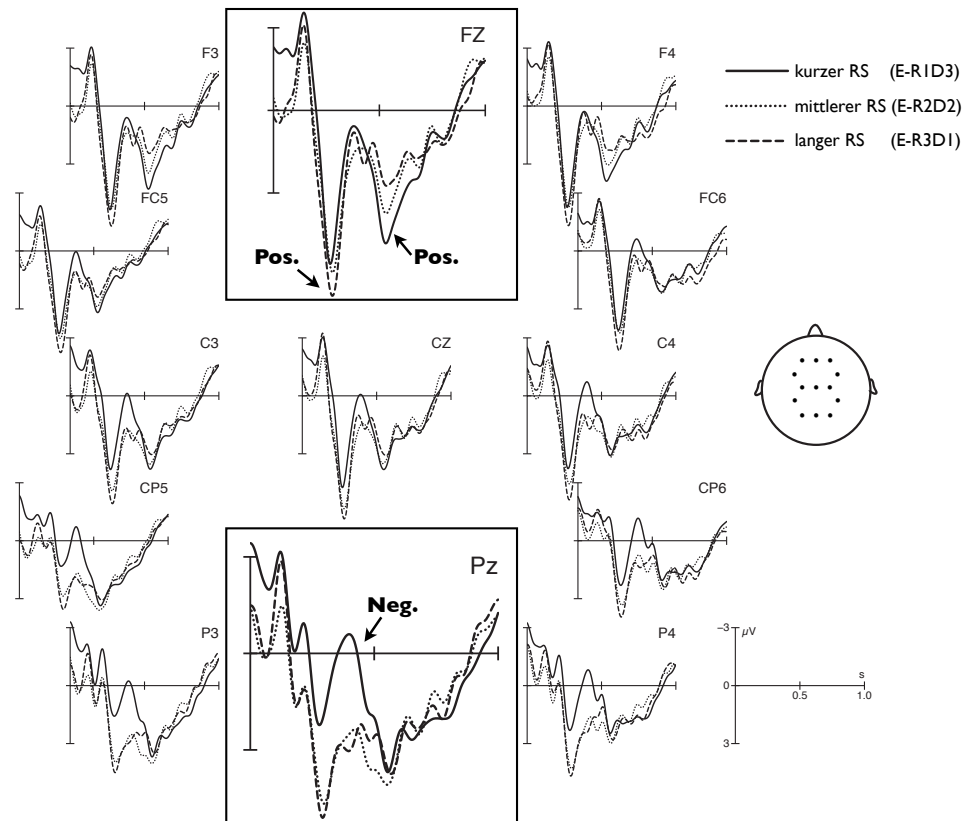 F3
FZ
F4
kurzer RS (E-R1D3)
mittlerer RS (E-R2D2)
langer RS (E-R3D1)
FC5
FC6
Pos.
Pos.
C3
CZ
C4
CP5
CP6
Pz
Neg.
P3
P4
−3
µV
0
s
0.5
1.0
3